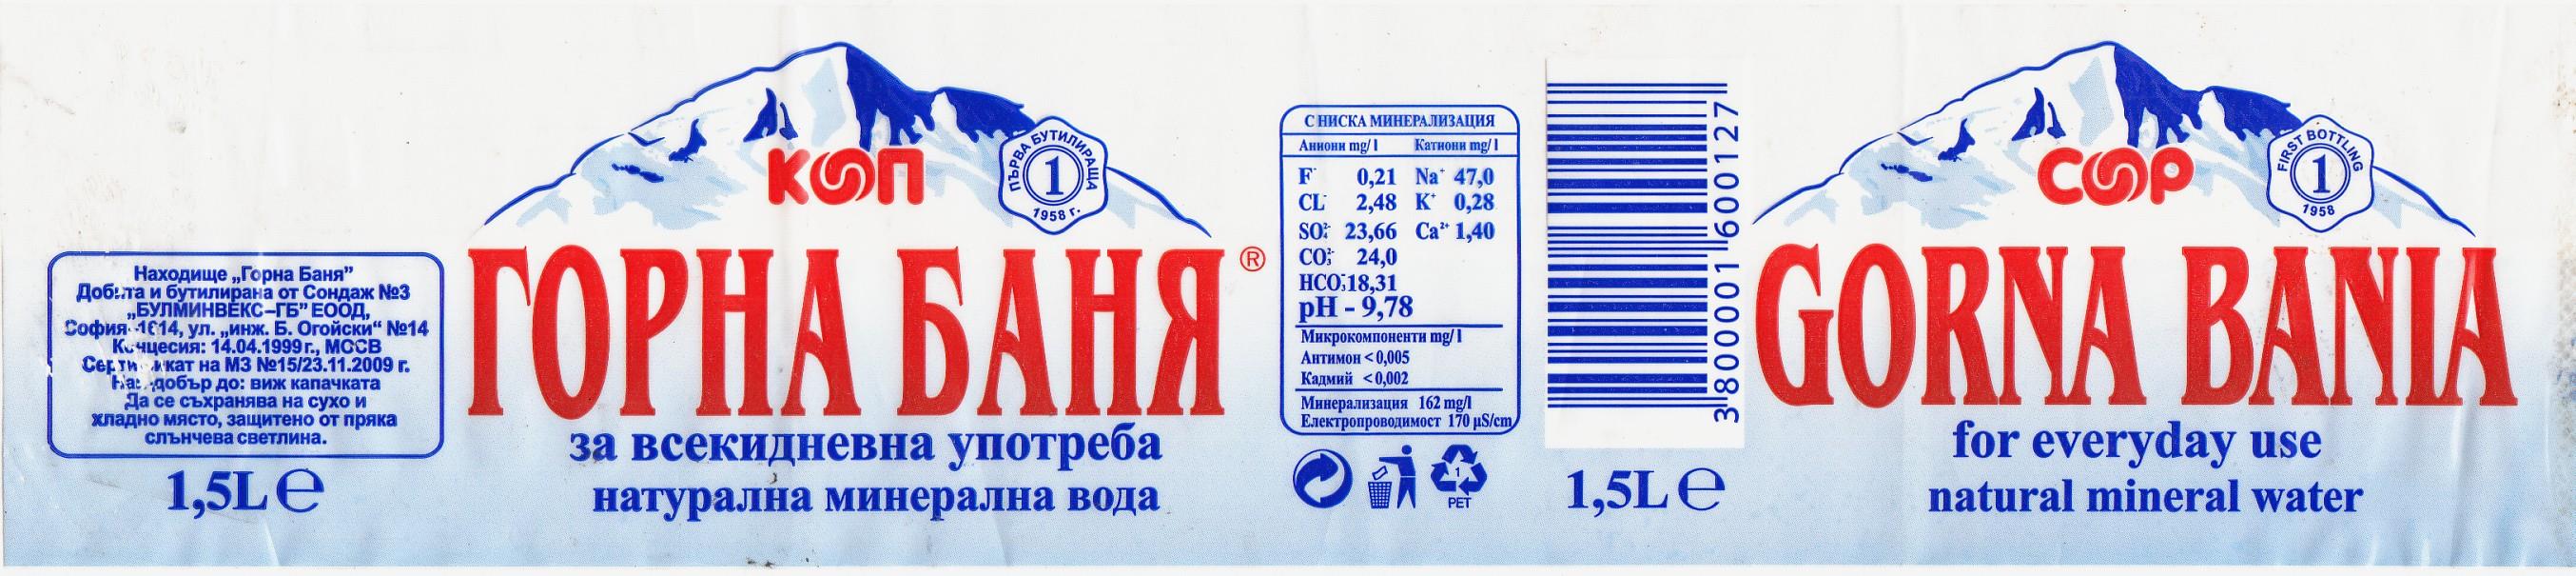 Находище „Горна Баня”
Добита и бутилирана от Сондаж №3
„БУЛМИНВЕКС–ГБ” ЕООД,
София-1614, ул. „инж. Б. Огойски“ №14
Концесия: 14.04.1999 г., МОСВ
Сертификат на МЗ №15/23.11.2009 г.
Най-добър до: виж капачката
Да се съхранява на сухо и
хладно място, защитено от пряка
слънчева светлина.
1,5L℮
КОП
ПЪРВА БУТИЛИРАЩА
1
1958 г.
ГОРНА БАНЯ®
за всекидневна употреба
натурална минерална вода
С НИСКА МИНЕРАЛИЗАЦИЯ
Аниони mg/l Катиони mg/l
F⁻ 0,21 Na⁺ 47,0
CL⁻ 2,48 K⁺ 0,28
SO₄²⁻ 23,66 Ca²⁺ 1,40
CO₃²⁻ 24,0
HCO₃⁻ 18,31
pH - 9,78
Микрокомпоненти mg/l
Антимон < 0,005
Кадмий < 0,002
Минерализация 162 mg/l
Електропроводимост 170 µS/cm
1
PET
3800001600127
1,5L℮
COP
FIRST BOTTLING
1
1958
GORNA BANIA
for everyday use
natural mineral water